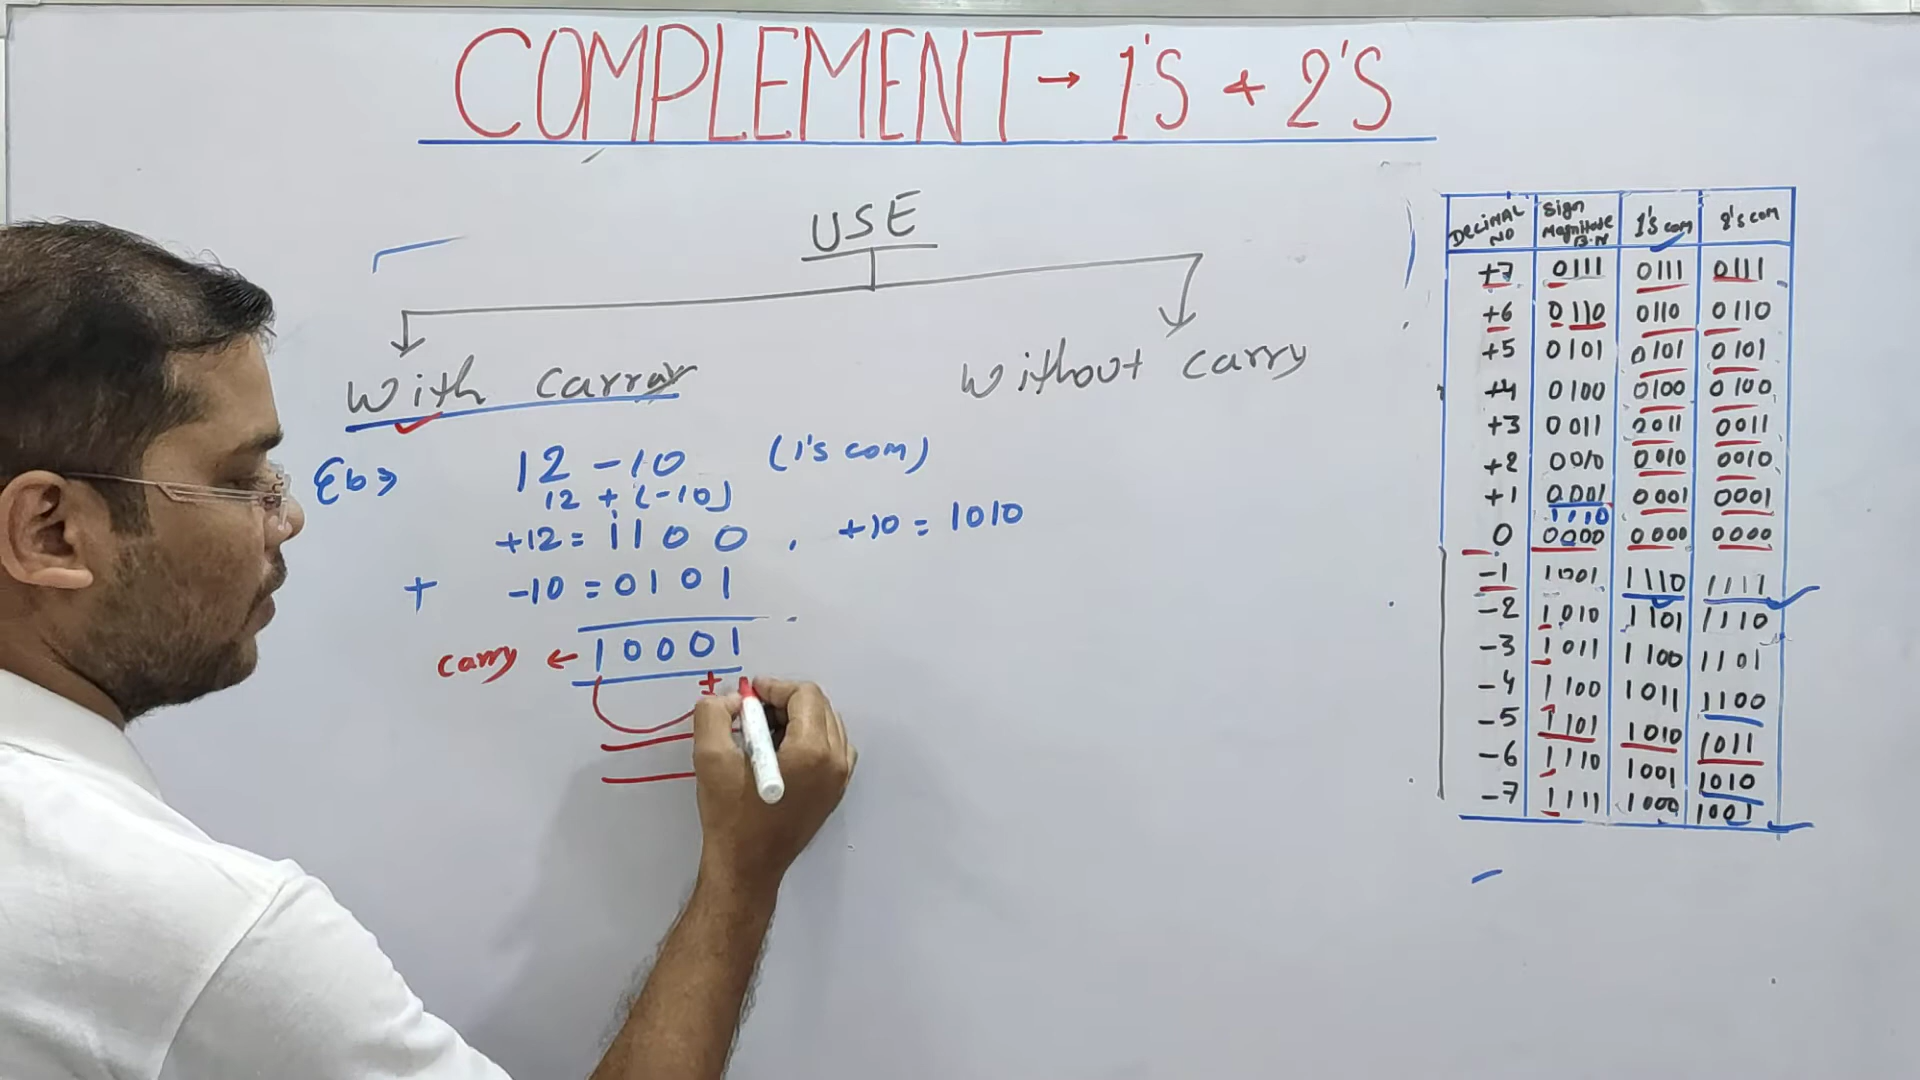 COMPLEMENT → 1'S & 2'S
USE
With Carray
Without Carry
12 - 10 (1's com)
12 + (-10)
+12 = 1100 , +10 = 1010
+ -10 = 0101
carry ← 10001
+
DECIMAL NO Sign Magnitude B.N 1's com 2's com
+7 0111 0111 0111
+6 0110 0110 0110
+5 0101 0101 0101
+4 0100 0100 0100
+3 0011 0011 0011
+2 0010 0010 0010
+1 0001 0001 0001
1110
0 0000 0000 0000
-1 1001 1110 1111
-2 1010 1101 1110
-3 1011 1100 1101
-4 1100 1011 1100
-5 1101 1010 1011
-6 1110 1001 1010
-7 1111 1000 1001